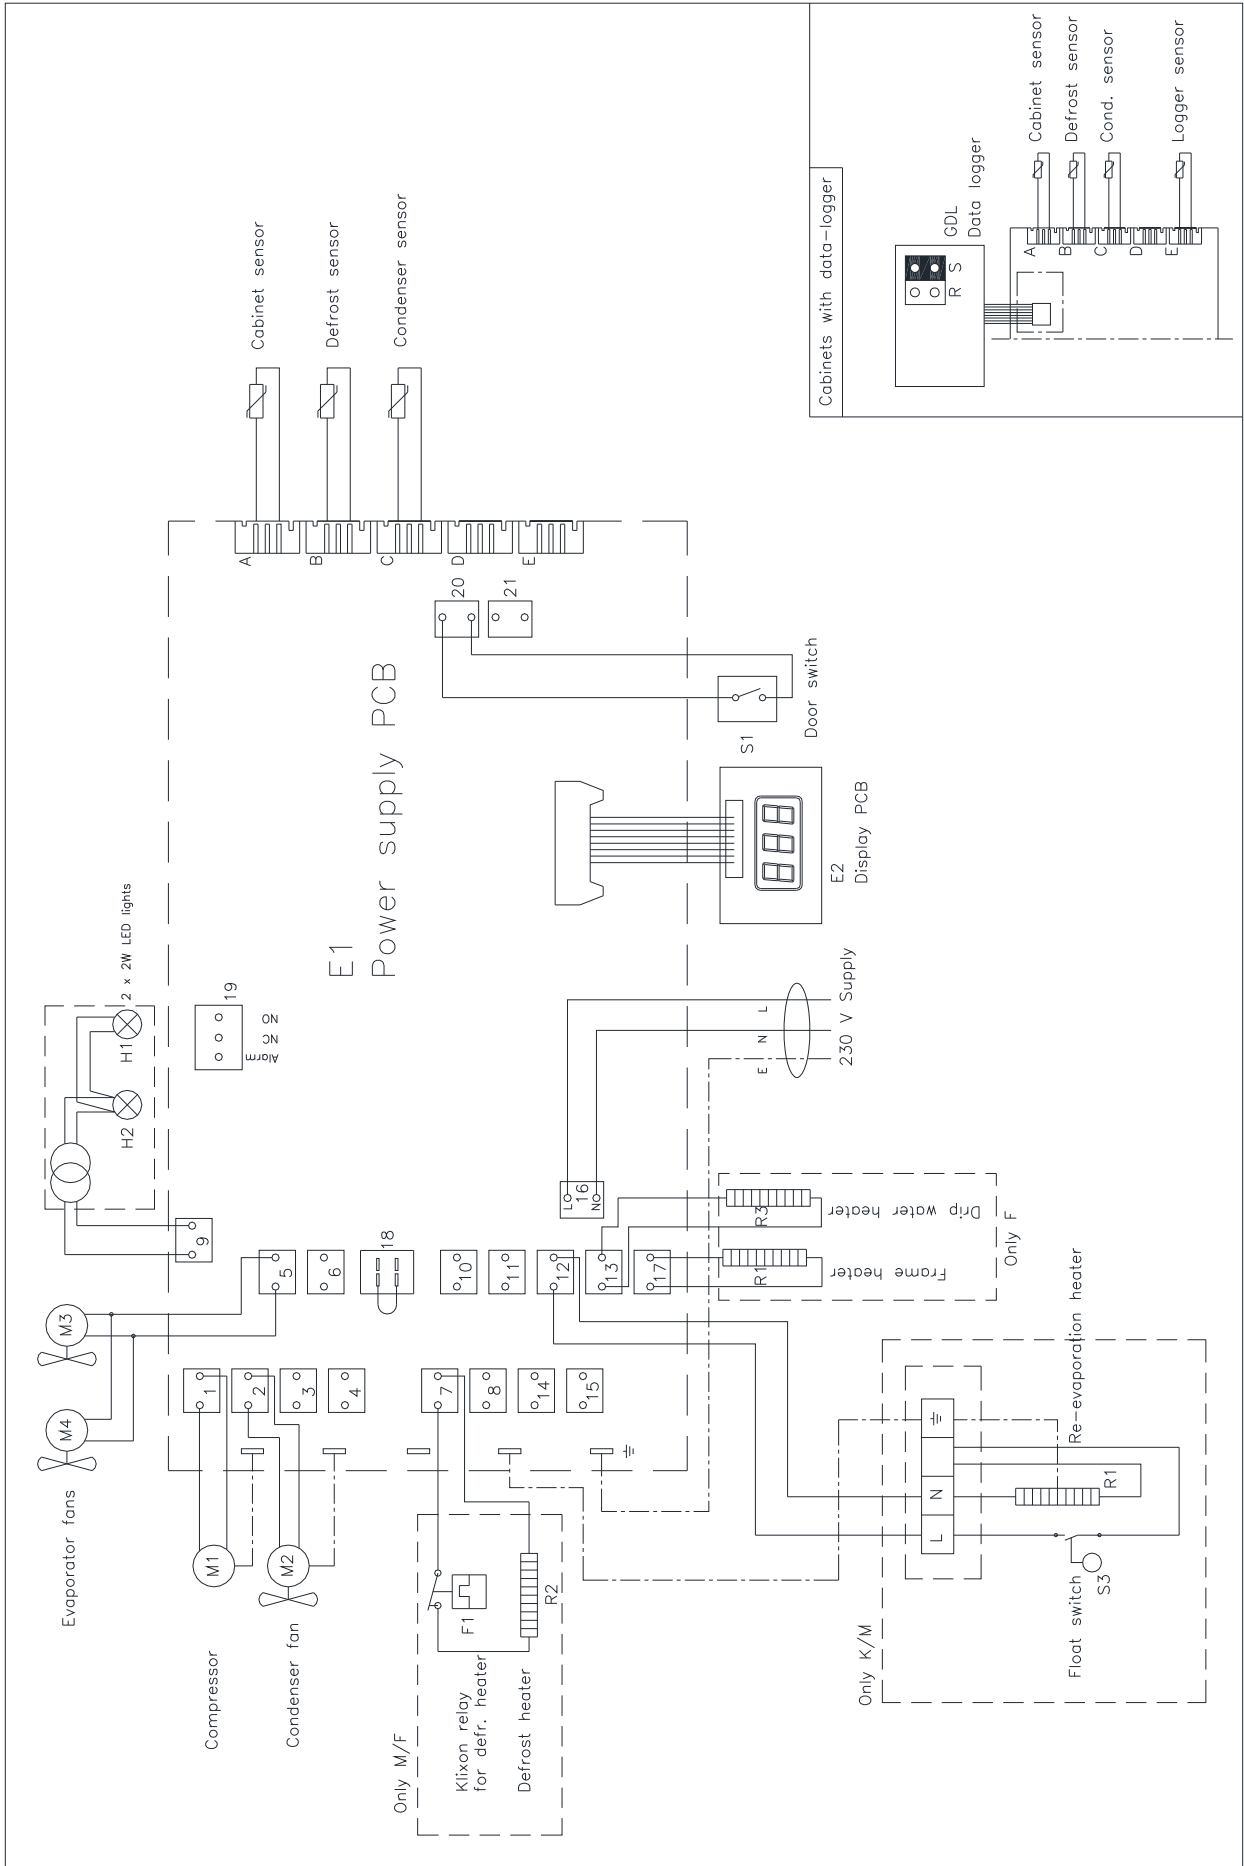 Evaporator fans
M4
M3
H2
H1
2 x 2W LED lights
Compressor
M1
Condenser fan
M2
1
2
3
4
5
6
18
9
19
Alarm
NC
NO
E1
Power supply PCB
A
B
C
D
E
Cabinet sensor
Defrost sensor
Condenser sensor
Only M/F
Klixon relay
for defr. heater
F1
Defrost heater
R2
7
8
14
15
10
11
12
13
17
L
16
N
20
21
S1
Door switch
E2
Display PCB
E
N
L
230 V Supply
R1
R3
Frame heater
Drip water heater
Only F
Only K/M
L
N
Re-evaporation heater
R1
Float switch
S3
Cabinets with data-logger
GDL
Data logger
R
S
A
B
C
D
E
Cabinet sensor
Defrost sensor
Cond. sensor
Logger sensor